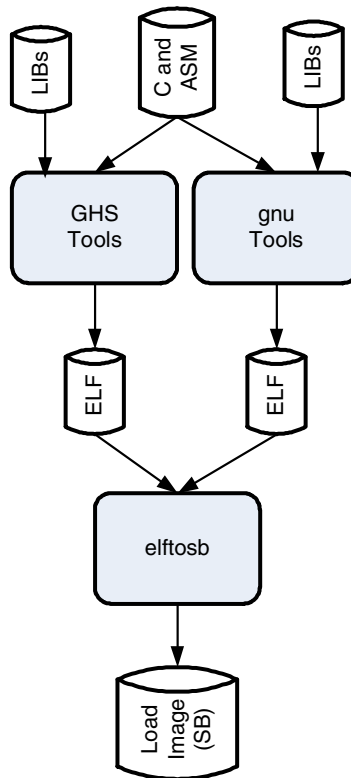 LIBs
C and
ASM
LIBs
GHS
Tools
gnu
Tools
ELF
ELF
elftosb
Load
Image
(SB)